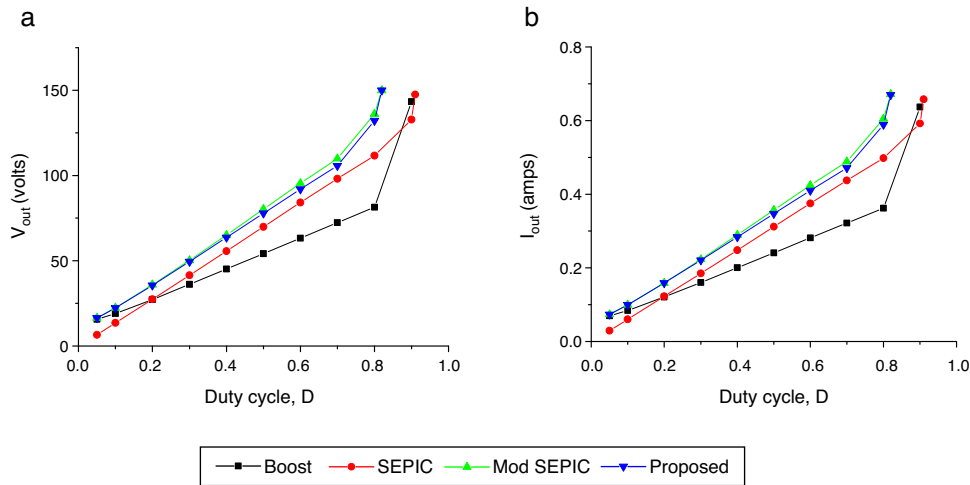 a
b
V_out (volts)
150
100
50
0
0.0 0.2 0.4 0.6 0.8 1.0
Duty cycle, D
I_out (amps)
0.8
0.6
0.4
0.2
0.0
0.0 0.2 0.4 0.6 0.8 1.0
Duty cycle, D
Boost SEPIC Mod SEPIC Proposed